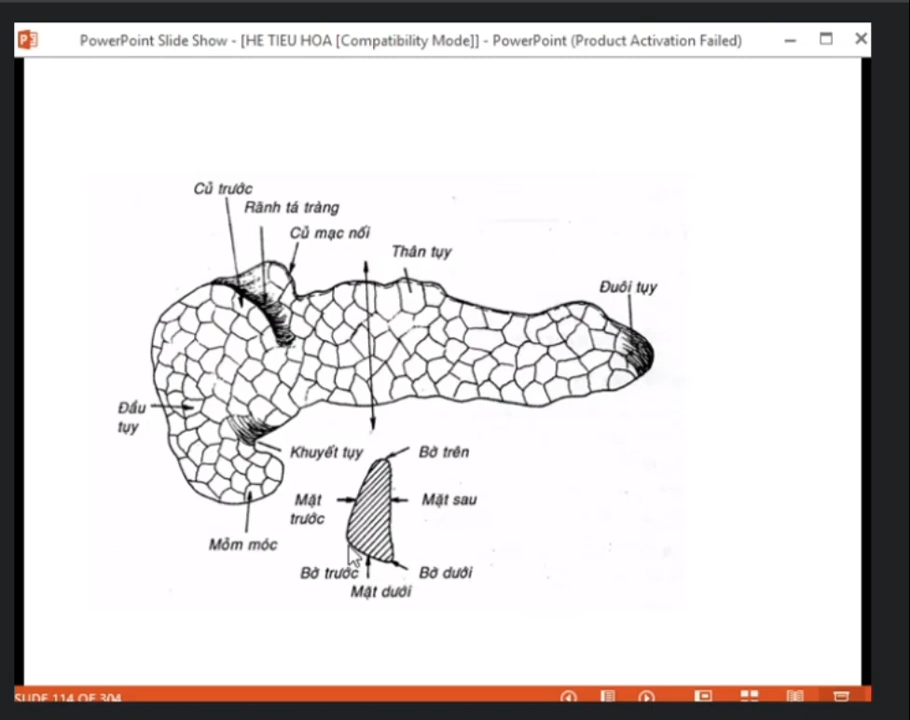 PowerPoint Slide Show - [HE TIEU HOA [Compatibility Mode]] - PowerPoint (Product Activation Failed)
Củ trước
Rãnh tá tràng
Củ mạc nối
Thân tụy
Đuôi tụy
Đầu
tụy
Khuyết tụy
Bờ trên
Mặt
trước
Mặt sau
Mỏm móc
Bờ trước
Bờ dưới
Mặt dưới
SLIDE 114 OF 304